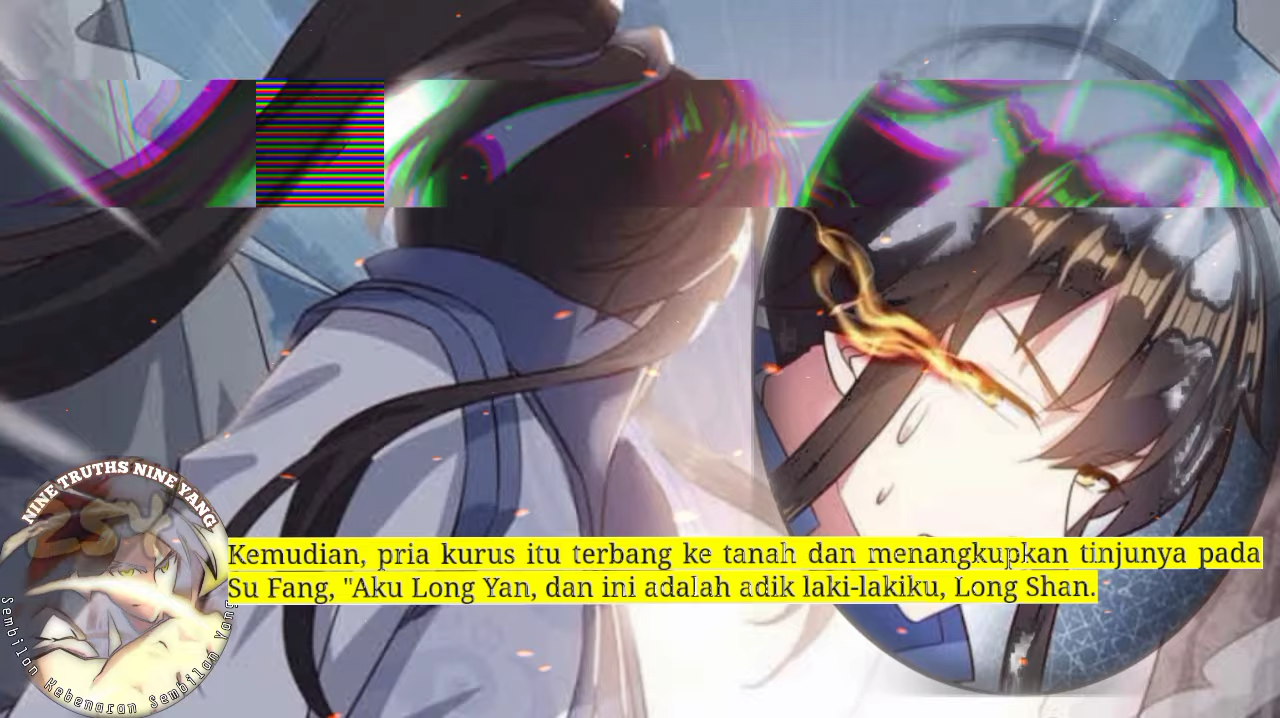 NINE TRUTHS NINE YANG
Sembilan Kebenaran Sembilan Yang
Kemudian, pria kurus itu terbang ke tanah dan menangkupkan tinjunya pada
Su Fang, "Aku Long Yan, dan ini adalah adik laki-lakiku, Long Shan.